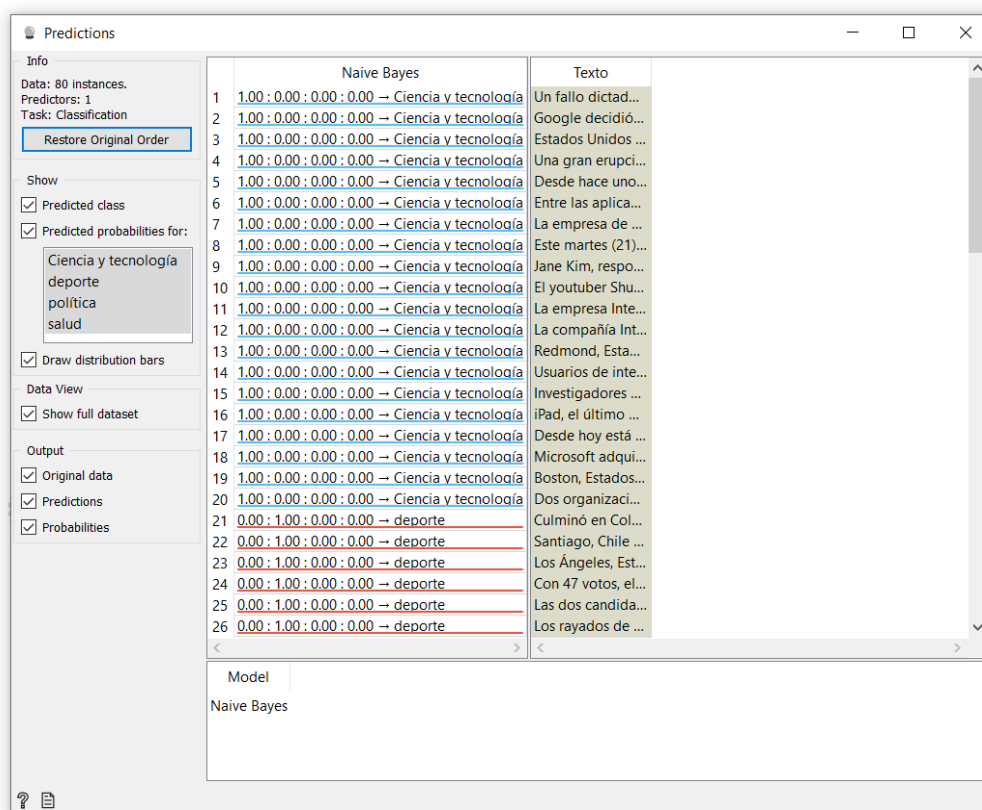 Predictions
Info
Data: 80 instances.
Predictors: 1
Task: Classification
Restore Original Order
Show
Predicted class
Predicted probabilities for:
Ciencia y tecnología
deporte
política
salud
Draw distribution bars
Data View
Show full dataset
Output
Original data
Predictions
Probabilities
Naive Bayes Texto
1 1.00 : 0.00 : 0.00 : 0.00 → Ciencia y tecnología Un fallo dictad...
2 1.00 : 0.00 : 0.00 : 0.00 → Ciencia y tecnología Google decidió...
3 1.00 : 0.00 : 0.00 : 0.00 → Ciencia y tecnología Estados Unidos ...
4 1.00 : 0.00 : 0.00 : 0.00 → Ciencia y tecnología Una gran erupci...
5 1.00 : 0.00 : 0.00 : 0.00 → Ciencia y tecnología Desde hace uno...
6 1.00 : 0.00 : 0.00 : 0.00 → Ciencia y tecnología Entre las aplica...
7 1.00 : 0.00 : 0.00 : 0.00 → Ciencia y tecnología La empresa de ...
8 1.00 : 0.00 : 0.00 : 0.00 → Ciencia y tecnología Este martes (21)...
9 1.00 : 0.00 : 0.00 : 0.00 → Ciencia y tecnología Jane Kim, respo...
10 1.00 : 0.00 : 0.00 : 0.00 → Ciencia y tecnología El youtuber Shu...
11 1.00 : 0.00 : 0.00 : 0.00 → Ciencia y tecnología La empresa Inte...
12 1.00 : 0.00 : 0.00 : 0.00 → Ciencia y tecnología La compañía Int...
13 1.00 : 0.00 : 0.00 : 0.00 → Ciencia y tecnología Redmond, Esta...
14 1.00 : 0.00 : 0.00 : 0.00 → Ciencia y tecnología Usuarios de inte...
15 1.00 : 0.00 : 0.00 : 0.00 → Ciencia y tecnología Investigadores ...
16 1.00 : 0.00 : 0.00 : 0.00 → Ciencia y tecnología iPad, el último ...
17 1.00 : 0.00 : 0.00 : 0.00 → Ciencia y tecnología Desde hoy está ...
18 1.00 : 0.00 : 0.00 : 0.00 → Ciencia y tecnología Microsoft adqui...
19 1.00 : 0.00 : 0.00 : 0.00 → Ciencia y tecnología Boston, Estados...
20 1.00 : 0.00 : 0.00 : 0.00 → Ciencia y tecnología Dos organizaci...
21 0.00 : 1.00 : 0.00 : 0.00 → deporte Culminó en Col...
22 0.00 : 1.00 : 0.00 : 0.00 → deporte Santiago, Chile ...
23 0.00 : 1.00 : 0.00 : 0.00 → deporte Los Ángeles, Est...
24 0.00 : 1.00 : 0.00 : 0.00 → deporte Con 47 votos, el...
25 0.00 : 1.00 : 0.00 : 0.00 → deporte Las dos candida...
26 0.00 : 1.00 : 0.00 : 0.00 → deporte Los rayados de ...
Model
Naive Bayes